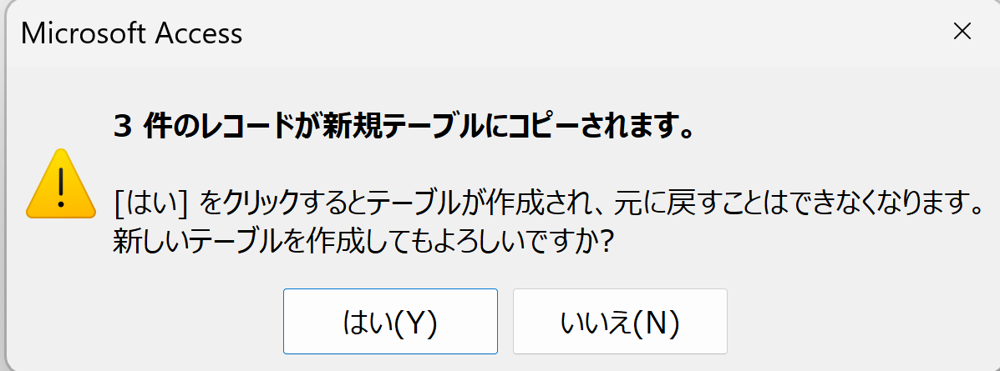 Microsoft Access
3 件のレコードが新規テーブルにコピーされます。
[はい] をクリックするとテーブルが作成され、元に戻すことはできなくなります。
新しいテーブルを作成してもよろしいですか?
はい(Y)
いいえ(N)